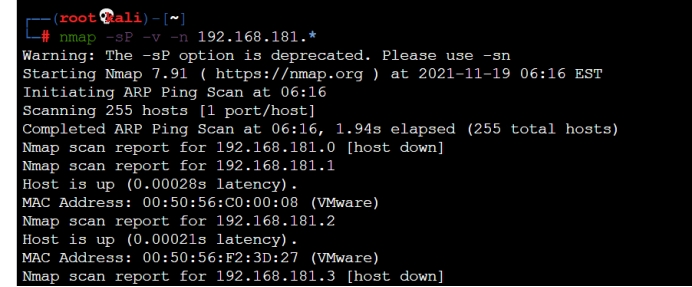 ┌──(root💀kali)-[~]
└─# nmap -sP -v -n 192.168.181.*
Warning: The -sP option is deprecated. Please use -sn
Starting Nmap 7.91 ( https://nmap.org ) at 2021-11-19 06:16 EST
Initiating ARP Ping Scan at 06:16
Scanning 255 hosts [1 port/host]
Completed ARP Ping Scan at 06:16, 1.94s elapsed (255 total hosts)
Nmap scan report for 192.168.181.0 [host down]
Nmap scan report for 192.168.181.1
Host is up (0.00028s latency).
MAC Address: 00:50:56:C0:00:08 (VMware)
Nmap scan report for 192.168.181.2
Host is up (0.00021s latency).
MAC Address: 00:50:56:F2:3D:27 (VMware)
Nmap scan report for 192.168.181.3 [host down]